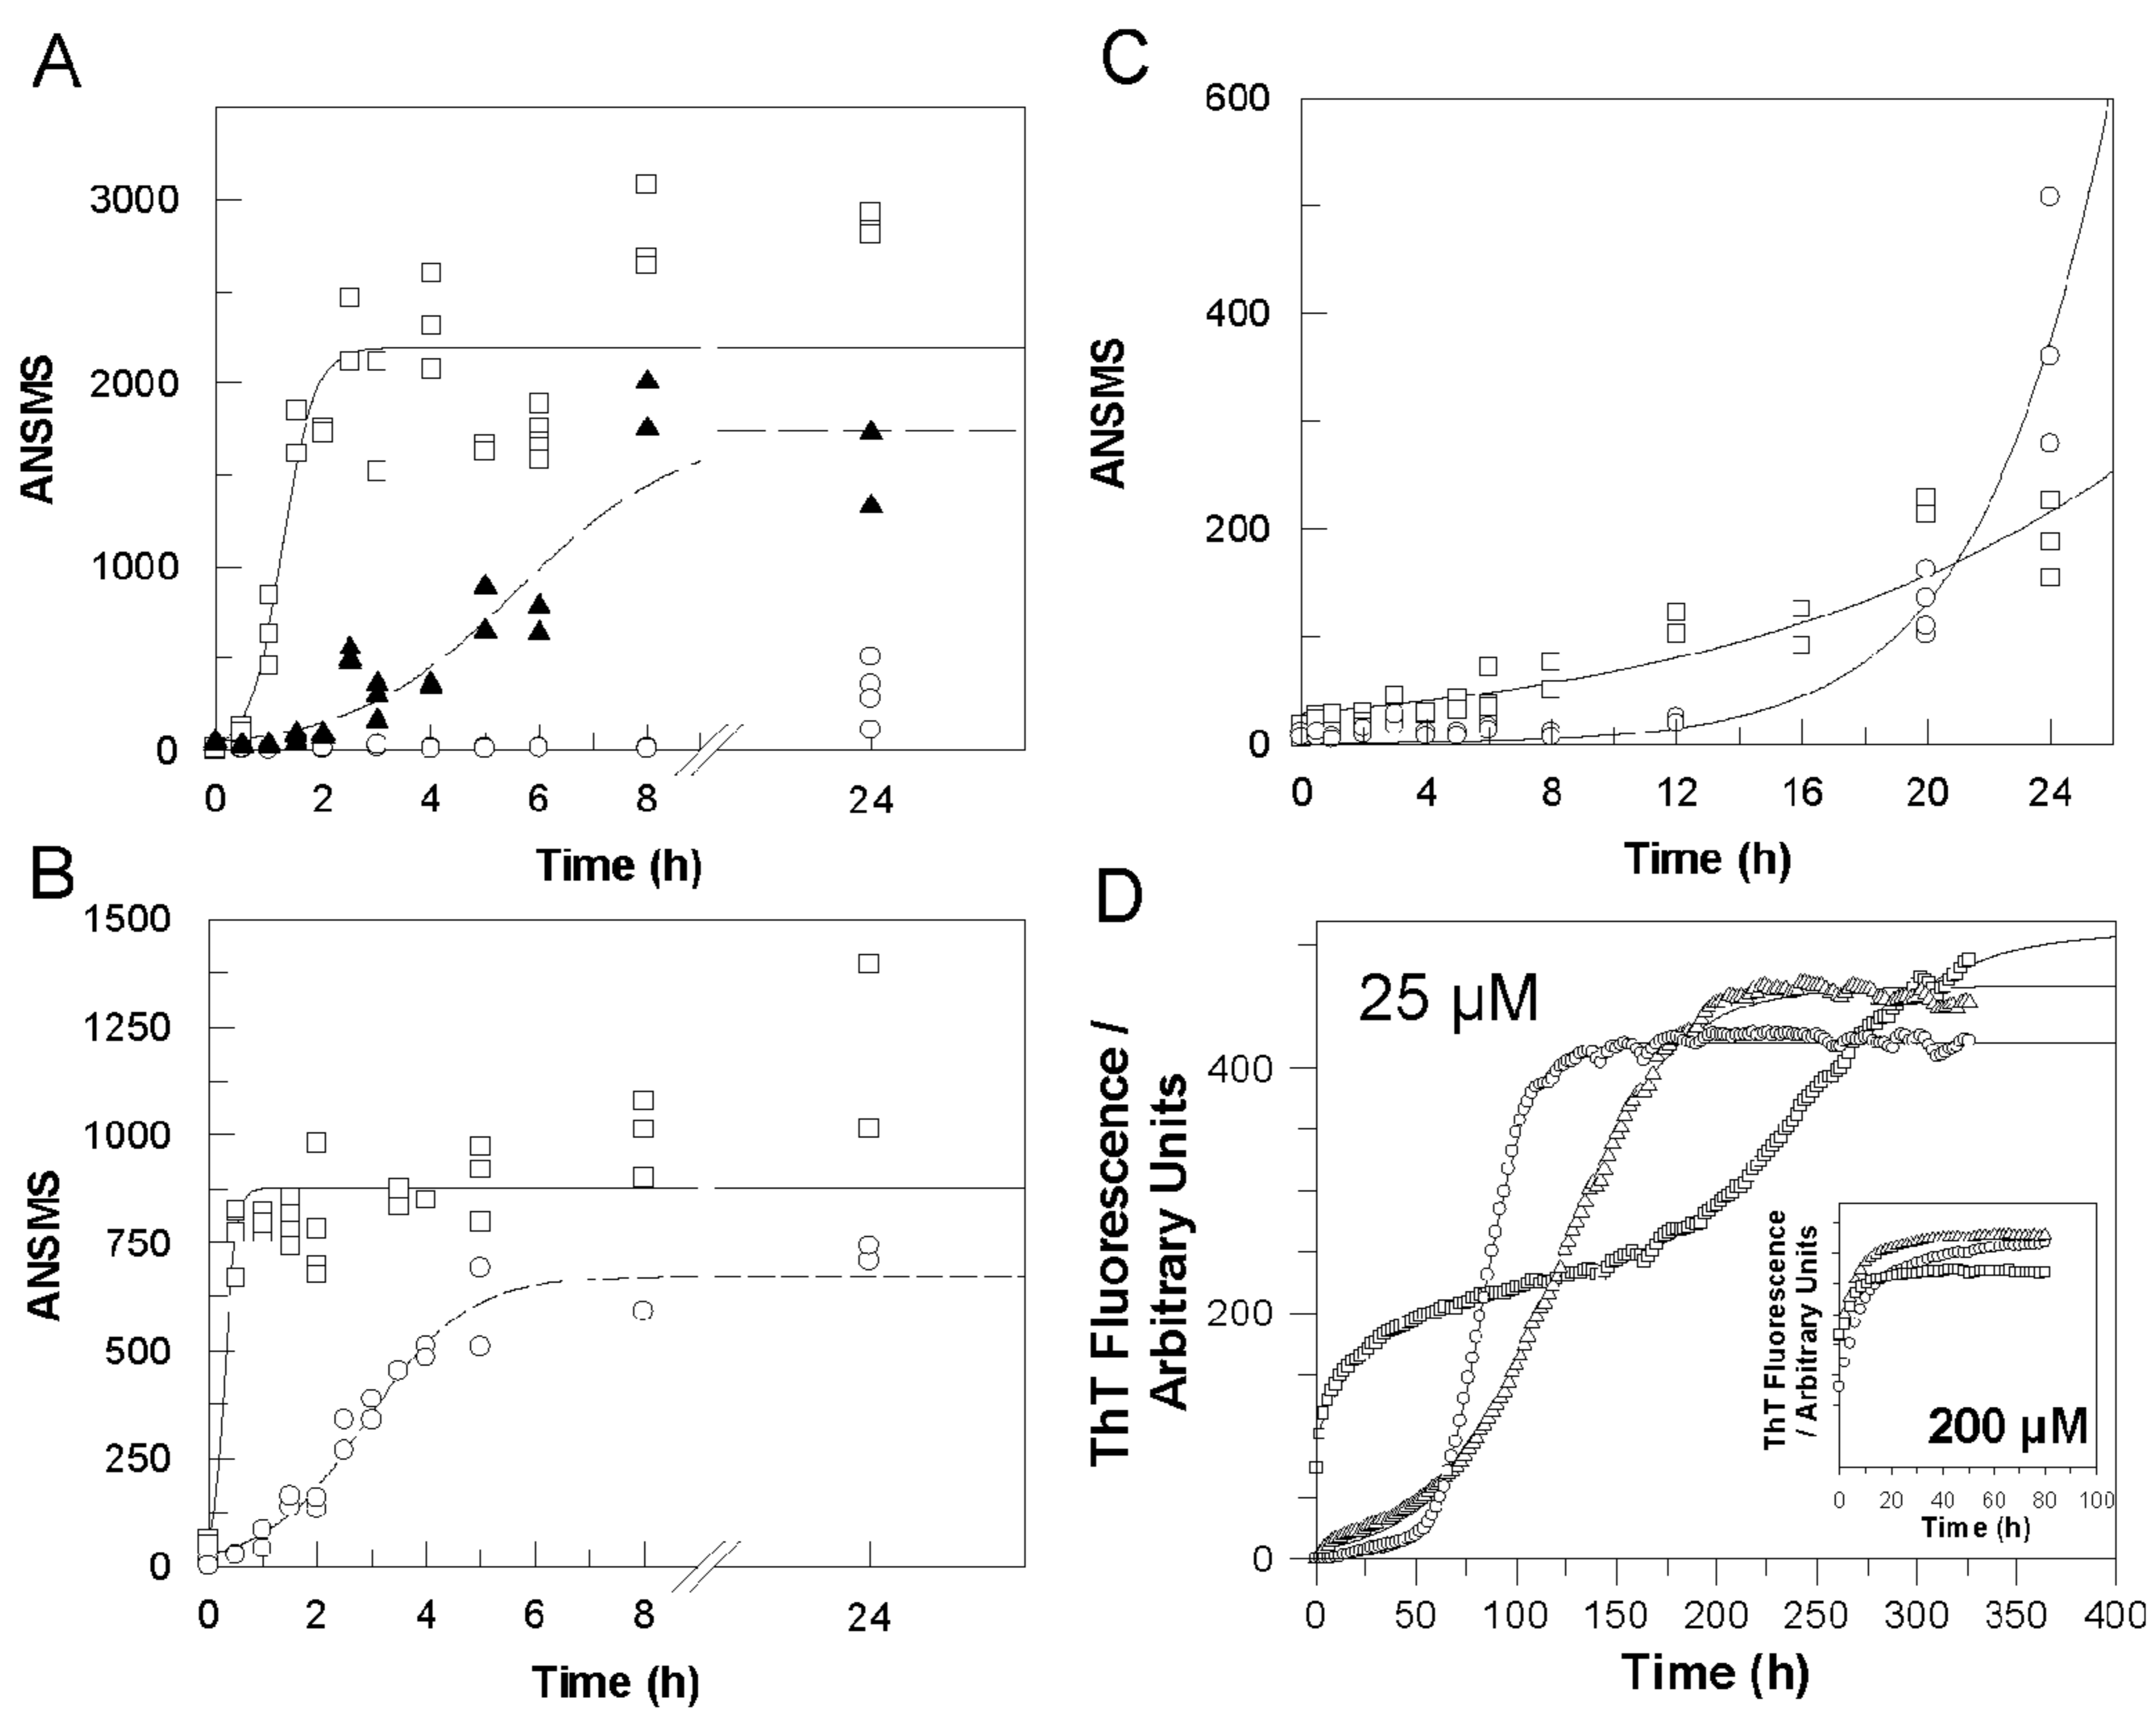 A
3000
2000
1000
0
ANSMS
0 2 4 6 8 24
Time (h)
B
1500
1250
1000
750
500
250
0
ANSMS
0 2 4 6 8 24
Time (h)
C
600
400
200
0
ANSMS
0 4 8 12 16 20 24
Time (h)
D
25 µM
400
200
0
ThT Fluorescence /
Arbitrary Units
0 50 100 150 200 250 300 350 400
Time (h)
ThT Fluorescence
/ Arbitrary Units
200 µM
0 20 40 60 80 100
Time (h)